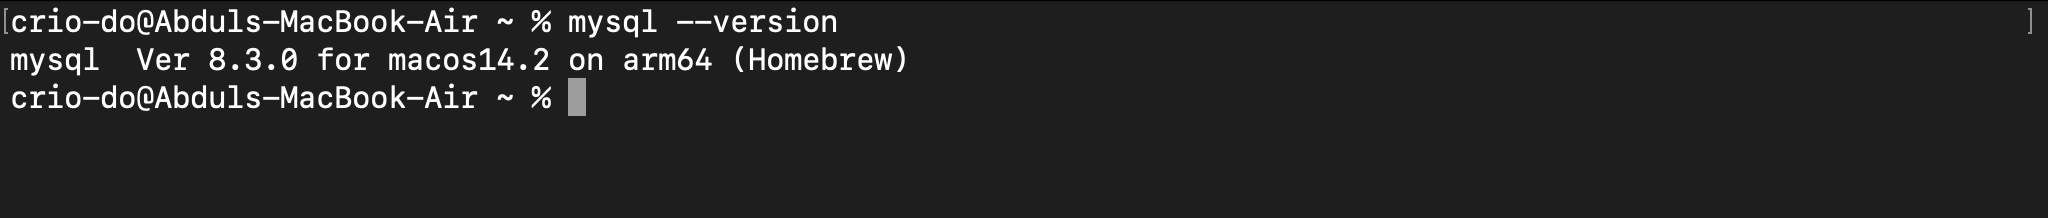 [crio-do@Abduls-MacBook-Air ~ % mysql --version ]
mysql  Ver 8.3.0 for macos14.2 on arm64 (Homebrew)
crio-do@Abduls-MacBook-Air ~ %